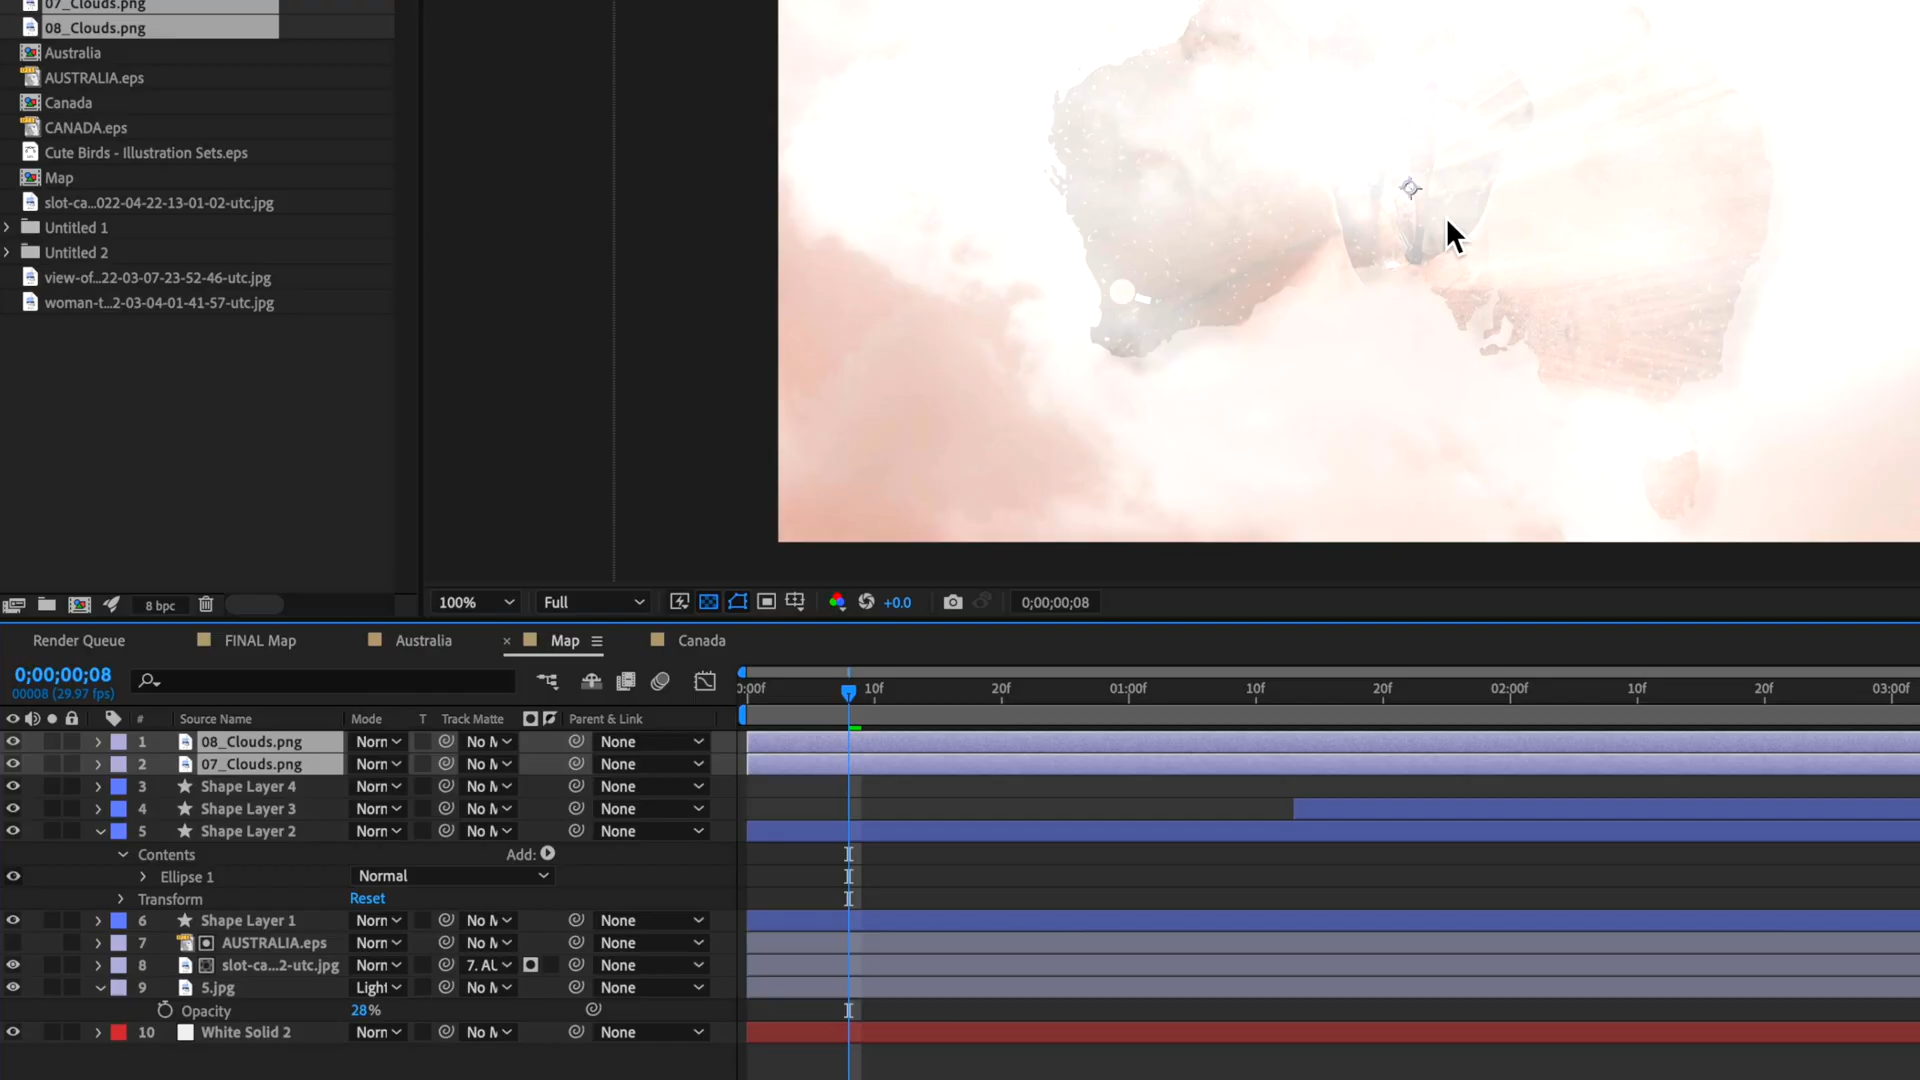 07_Clouds.png
08_Clouds.png
Australia
AUSTRALIA.eps
Canada
CANADA.eps
Cute Birds - Illustration Sets.eps
Map
slot-ca...022-04-22-13-01-02-utc.jpg
Untitled 1
Untitled 2
view-of...22-03-07-23-52-46-utc.jpg
woman-t...2-03-04-01-41-57-utc.jpg
8 bpc
100% Full +0.0 0;00;00;08
Render Queue FINAL Map Australia × Map Canada
0;00;00;08
00008 (29.97 fps)
0:00f 10f 20f 01:00f 10f 20f 02:00f 10f 20f 03:00f
# Source Name Mode T Track Matte Parent & Link
1 08_Clouds.png Norn No M None
2 07_Clouds.png Norn No M None
3 Shape Layer 4 Norn No M None
4 Shape Layer 3 Norn No M None
5 Shape Layer 2 Norn No M None
Contents Add:
Ellipse 1 Normal
Transform Reset
6 Shape Layer 1 Norn No M None
7 AUSTRALIA.eps Norn No M None
8 slot-ca...2-utc.jpg Norn 7. AU None
9 5.jpg Light No M None
Opacity 28%
10 White Solid 2 Norn No M None